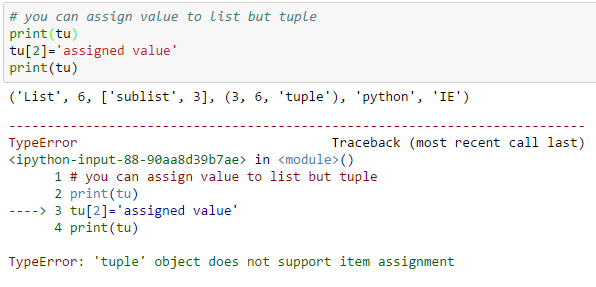 # you can assign value to list but tuple
print(tu)
tu[2]='assigned value'
print(tu)
('List', 6, ['sublist', 3], (3, 6, 'tuple'), 'python', 'IE')
---------------------------------------------------------------------------
TypeError                                 Traceback (most recent call last)
<ipython-input-88-90aa8d39b7ae> in <module>()
      1 # you can assign value to list but tuple
      2 print(tu)
----> 3 tu[2]='assigned value'
      4 print(tu)
TypeError: 'tuple' object does not support item assignment